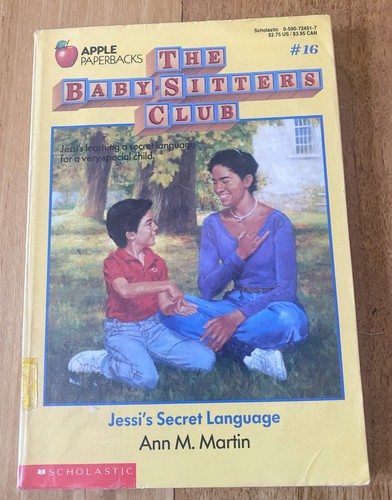 APPLE
PAPERBACKS
THE
BABY-SITTERS
CLUB
Scholastic 0-590-72451-7
$2.75 US / $3.95 CAN
#16
Jessi's learning a secret language
for a very special child.
Jessi's Secret Language
Ann M. Martin
SCHOLASTIC